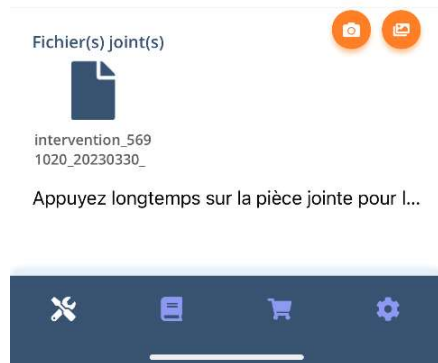 Fichier(s) joint(s)
intervention_569
1020_20230330_
Appuyez longtemps sur la pièce jointe pour l...